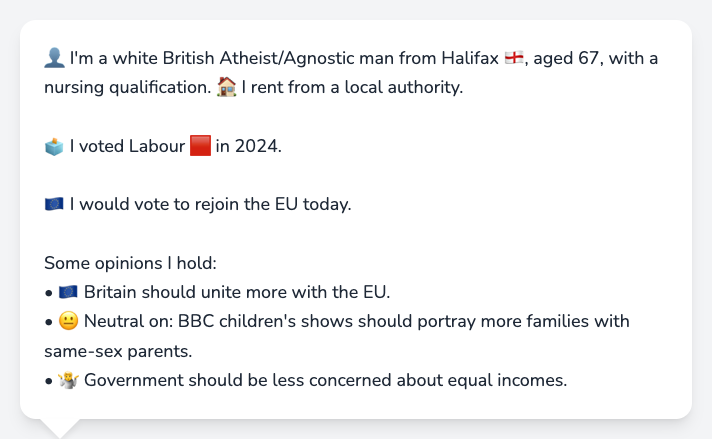 👤 I'm a white British Atheist/Agnostic man from Halifax 🏴󠁧󠁢󠁥󠁮󠁧󠁿, aged 67, with a
nursing qualification. 🏠 I rent from a local authority.
🗳️ I voted Labour 🟥 in 2024.
🇪🇺 I would vote to rejoin the EU today.
Some opinions I hold:
• 🇪🇺 Britain should unite more with the EU.
• 😐 Neutral on: BBC children's shows should portray more families with
same-sex parents.
• 🤷 Government should be less concerned about equal incomes.